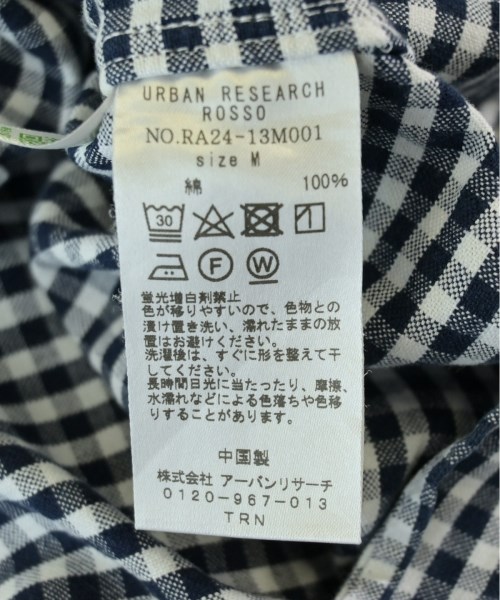 URBAN RESEARCH
ROSSO
NO.RA24-13M001
size M
綿 100%
30
F
W
蛍光増白剤禁止
色が移りやすいので、色物との
漬け置き洗い、濡れたままの放
置はお避けください。
洗濯後は、すぐに形を整えて干
してください。
長時間日光に当たったり、摩擦、
水濡れなどによる色落ちや色移
りすることがあります。
中国製
株式会社 アーバンリサーチ
0120-967-013
TRN